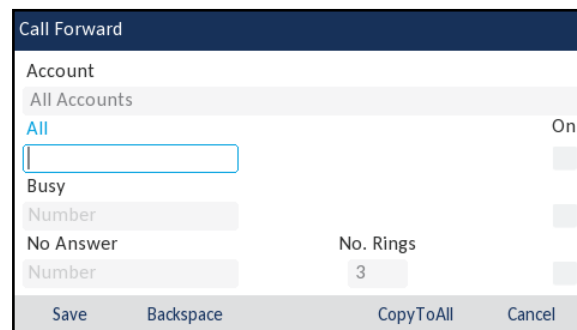 Call Forward
Account
All Accounts
All On
Busy
Number
No Answer No. Rings
Number 3
Save Backspace CopyToAll Cancel